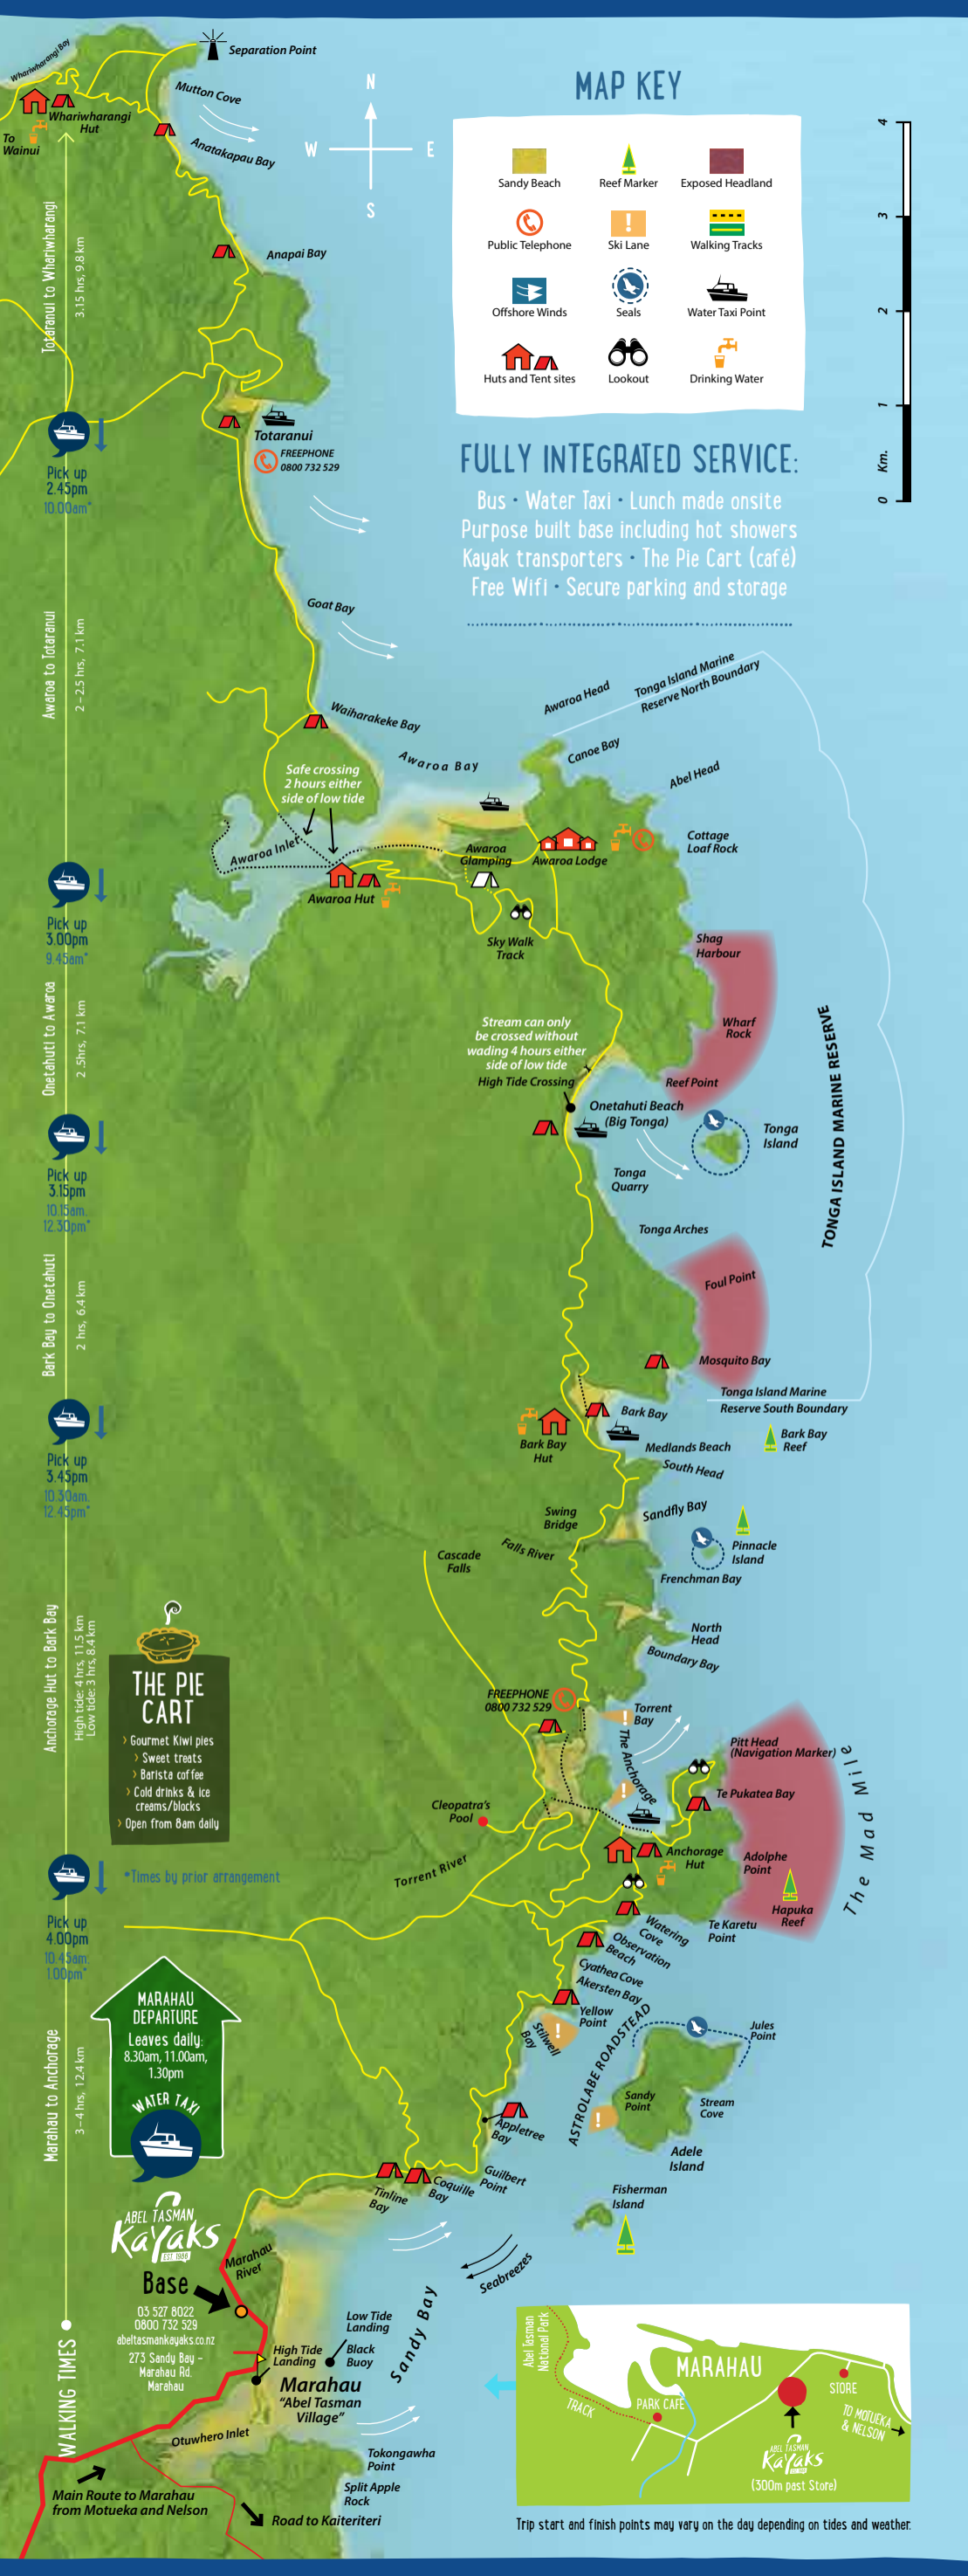 Whariwharangi Bay
Separation Point
Mutton Cove
Whariwharangi
Hut
To
Wainui
Anatakapau Bay
N
W
E
S
MAP KEY
Sandy Beach
Reef Marker
Exposed Headland
Public Telephone
Ski Lane
Walking Tracks
Offshore Winds
Seals
Water Taxi Point
Huts and Tent sites
Lookout
Drinking Water
4
3
2
1
0
Km.
Totaranui to Whariwharangi
3.15 hrs, 9.8 km
Anapai Bay
Totaranui
FREEPHONE
0800 732 529
Pick up
2.45pm
10.00am*
FULLY INTEGRATED SERVICE:
Bus • Water Taxi • Lunch made onsite
Purpose built base including hot showers
Kayak transporters • The Pie Cart (café)
Free Wifi • Secure parking and storage
Goat Bay
Awaroa to Totaranui
2 – 2.5 hrs, 7.1 km
Waiharakeke Bay
Awaroa Bay
Awaroa Head
Tonga Island Marine
Reserve North Boundary
Canoe Bay
Abel Head
Safe crossing
2 hours either
side of low tide
Awaroa Inlet
Awaroa Hut
Awaroa
Glamping
Awaroa Lodge
Cottage
Loaf Rock
Sky Walk
Track
Pick up
3.00pm
9.45am*
Shag
Harbour
Wharf
Rock
Reef Point
Onetahuti to Awaroa
2 .5hrs, 7.1 km
Stream can only
be crossed without
wading 4 hours either
side of low tide
High Tide Crossing
Onetahuti Beach
(Big Tonga)
Tonga
Island
TONGA ISLAND MARINE RESERVE
Pick up
3.15pm
10.15am.
12.30pm*
Tonga
Quarry
Tonga Arches
Foul Point
Bark Bay to Onetahuti
2 hrs, 6.4 km
Mosquito Bay
Tonga Island Marine
Reserve South Boundary
Bark Bay
Bark Bay
Hut
Bark Bay
Reef
Medlands Beach
South Head
Pick up
3.45pm
10.30am.
12.45pm*
Sandfly Bay
Swing
Bridge
Falls River
Cascade
Falls
Pinnacle
Island
Frenchman Bay
North
Head
Boundary Bay
Anchorage Hut to Bark Bay
High tide: 4 hrs, 11.5 km
Low tide: 3 hrs, 8.4 km
THE PIE
CART
› Gourmet Kiwi pies
› Sweet treats
› Barista coffee
› Cold drinks & ice
creams/blocks
› Open from 8am daily
FREEPHONE
0800 732 529
Torrent
Bay
The Anchorage
Pitt Head
(Navigation Marker)
Te Pukatea Bay
The Mad Mile
Cleopatra's
Pool
Anchorage
Hut
Adolphe
Point
Hapuka
Reef
Torrent River
Te Karetu
Point
Watering
Cove
Observation
Beach
Cyathea Cove
Akersten Bay
Yellow
Point
Stilwell
Bay
*Times by prior arrangement
Pick up
4.00pm
10.45am.
1.00pm*
MARAHAU
DEPARTURE
Leaves daily:
8.30am, 11.00am,
1.30pm
WATER TAXI
Marahau to Anchorage
3 – 4 hrs, 12.4 km
ASTROLABE ROADSTEAD
Jules
Point
Sandy
Point
Stream
Cove
Adele
Island
Appletree
Bay
Guilbert
Point
Coquille
Bay
Tinline
Bay
Fisherman
Island
ABEL TASMAN
Kayaks
EST. 1986
Base
03 527 8022
0800 732 529
abeltasmankayaks.co.nz
273 Sandy Bay –
Marahau Rd.
Marahau
Marahau
River
Seabreezes
Sandy Bay
Low Tide
Landing
Black
Buoy
High Tide
Landing
Marahau
"Abel Tasman
Village"
WALKING TIMES
Otuwhero Inlet
Tokongawha
Point
Split Apple
Rock
Main Route to Marahau
from Motueka and Nelson
Road to Kaiteriteri
Abel Tasman
National Park
MARAHAU
TRACK
PARK CAFÉ
STORE
TO MOTUEKA
& NELSON
ABEL TASMAN
Kayaks
(300m past Store)
Trip start and finish points may vary on the day depending on tides and weather.